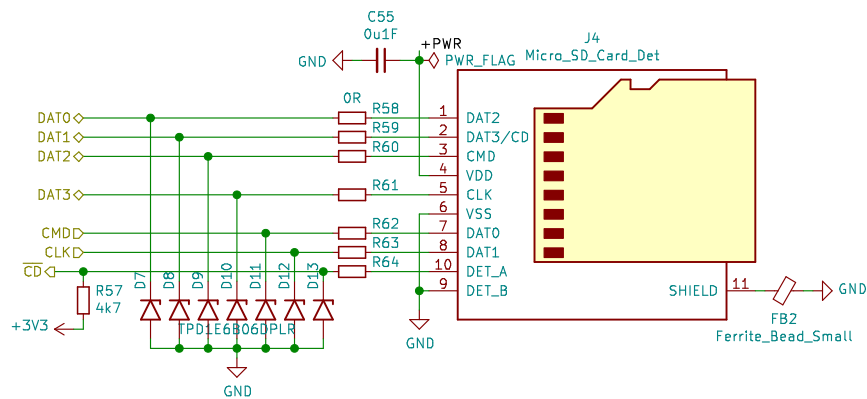 C55
0u1F
+PWR
GND
PWR_FLAG
J4
Micro_SD_Card_Det
0R
DAT0
R58
1
DAT2
DAT1
R59
2
DAT3/CD
DAT2
R60
3
CMD
4
VDD
DAT3
R61
5
CLK
6
VSS
CMD
R62
7
DAT0
CLK
R63
8
DAT1
CD
R64
10
DET_A
D7
D8
D9
D10
D11
D12
D13
R57
4k7
9
DET_B
SHIELD
11
GND
FB2
Ferrite_Bead_Small
+3V3
TPD1E6B06DPLR
GND
GND